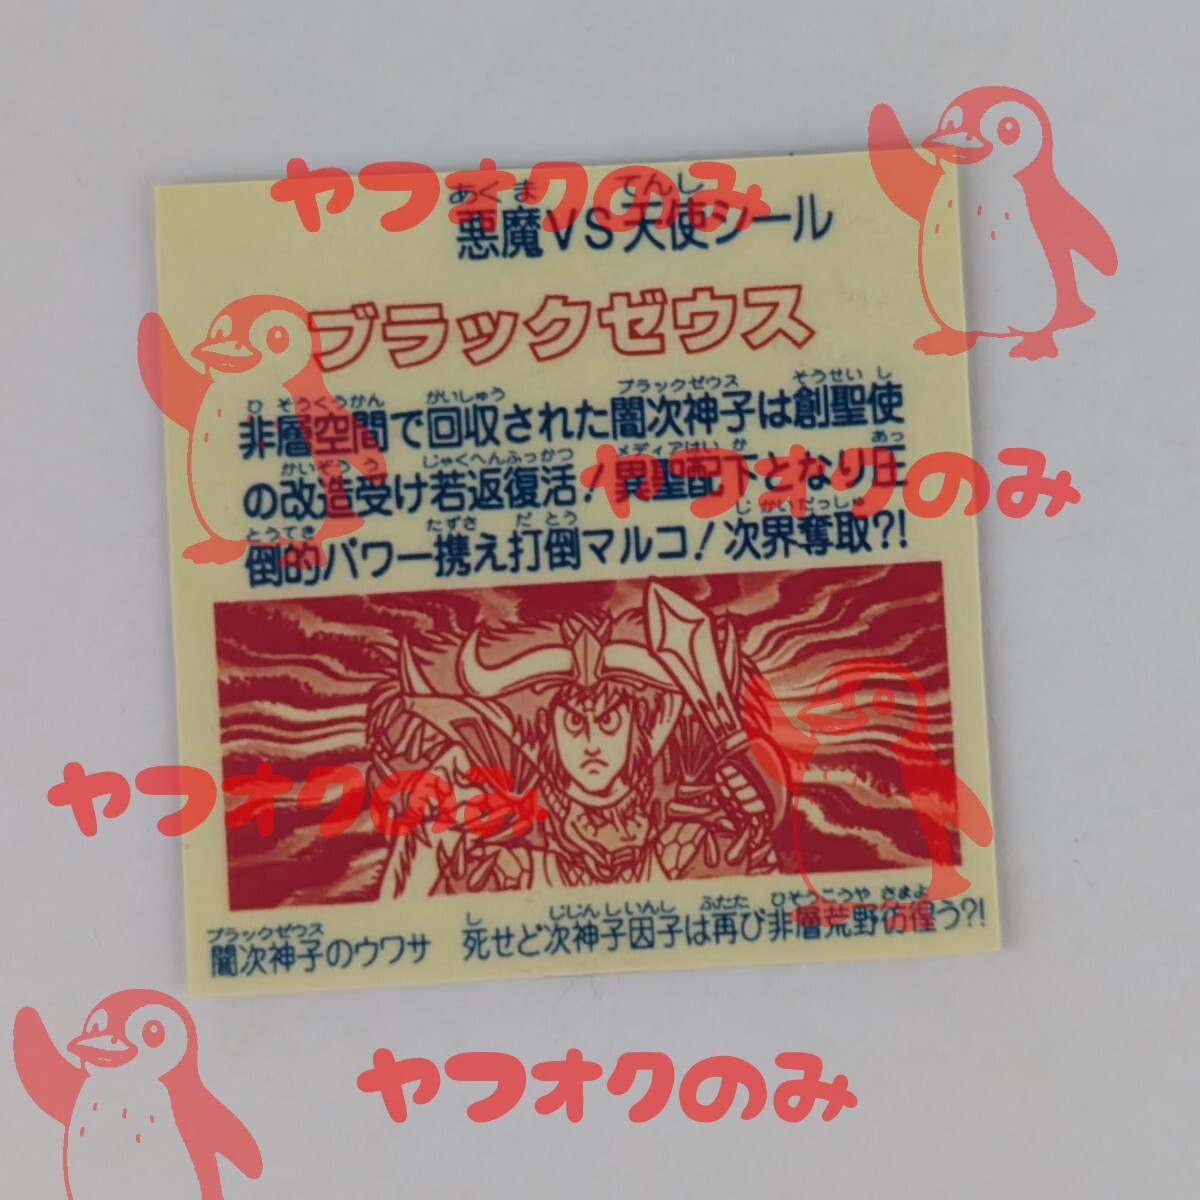 ヤフオクのみ
あくま てんし
悪魔VS天使シール
ブラックゼウス
ひそうくうかん かいしゅう ブラックゼウス そうせいし
非層空間で回収された闇次神子は創聖使
かいぞう う じゃくへんふっかつ メディアはいか あっ
の改造受け若返復活!異聖配下となり圧
ヤフオクのみ
とうてき たずさ だとう じかいだっしゅ
倒的パワー携え打倒マルコ!次界奪取?!
ヤフオクのみ
ブラックゼウス し じじんしいんし ふたた ひそうこうや さまよ
闇次神子のウワサ 死せど次神子因子は再び非層荒野彷徨う?!
ヤフオクのみ